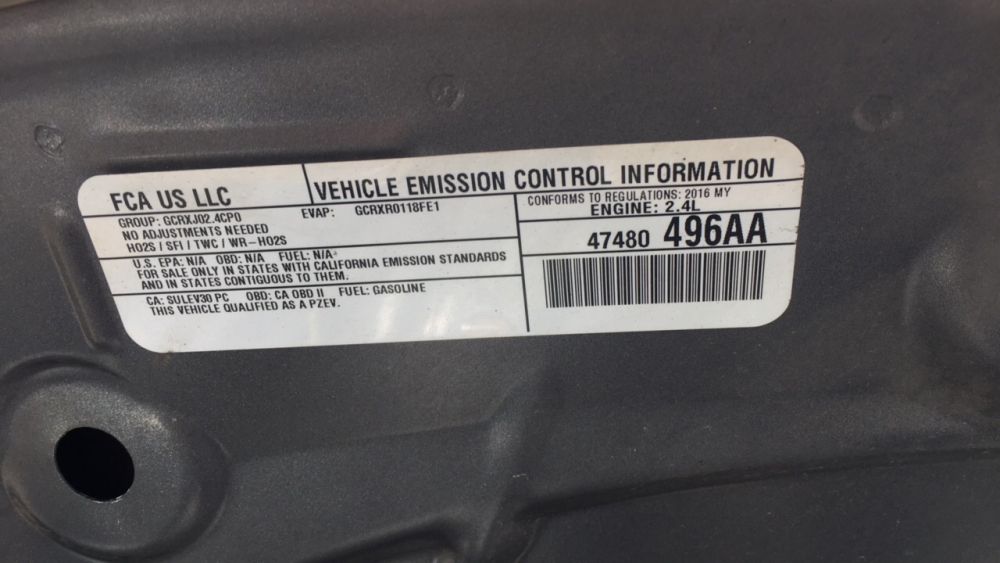 FCA US LLC
VEHICLE EMISSION CONTROL INFORMATION
GROUP: GCRXJ02.4CP0
EVAP: GCRXR0118FE1
NO ADJUSTMENTS NEEDED
HO2S / SFI / TWC / WR-HO2S
U.S. EPA: N/A OBD: N/A FUEL: N/A
FOR SALE ONLY IN STATES WITH CALIFORNIA EMISSION STANDARDS
AND IN STATES CONTIGUOUS TO THEM.
CA: SULEV30 PC OBD: CA OBD II FUEL: GASOLINE
THIS VEHICLE QUALIFIED AS A PZEV.
CONFORMS TO REGULATIONS: 2016 MY
ENGINE: 2.4L
47480 496AA